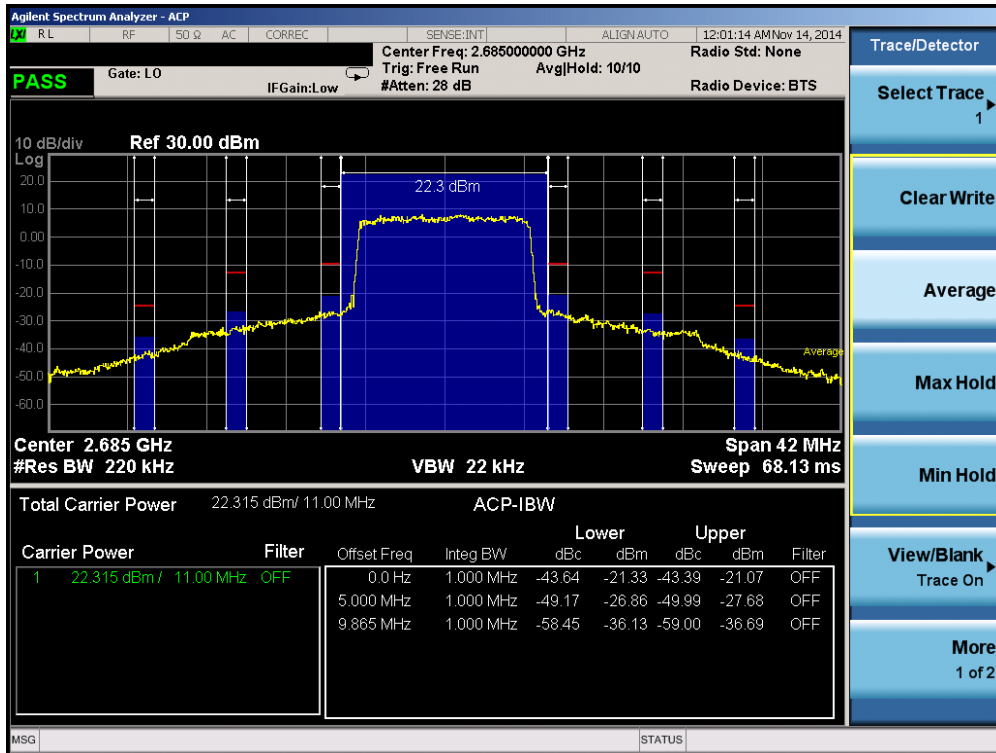 Agilent Spectrum Analyzer - ACP
LXI RL RF 50 Ω AC CORREC SENSE:INT ALIGN AUTO 12:01:14 AM Nov 14, 2014
Center Freq: 2.685000000 GHz Radio Std: None
Trig: Free Run Avg|Hold: 10/10
PASS Gate: LO IFGain:Low #Atten: 28 dB Radio Device: BTS
10 dB/div Ref 30.00 dBm
Log
22.3 dBm
20.0
10.0
0.00
-10.0
-20.0
-30.0
-40.0
Average
-50.0
-60.0
Center 2.685 GHz Span 42 MHz
#Res BW 220 kHz VBW 22 kHz Sweep 68.13 ms
Total Carrier Power 22.315 dBm/ 11.00 MHz ACP-IBW
Lower Upper
Carrier Power Filter Offset Freq Integ BW dBc dBm dBc dBm Filter
1 22.315 dBm / 11.00 MHz OFF 0.0 Hz 1.000 MHz -43.64 -21.33 -43.39 -21.07 OFF
5.000 MHz 1.000 MHz -49.17 -26.86 -49.99 -27.68 OFF
9.865 MHz 1.000 MHz -58.45 -36.13 -59.00 -36.69 OFF
MSG STATUS
Trace/Detector
Select Trace
1
Clear Write
Average
Max Hold
Min Hold
View/Blank
Trace On
More
1 of 2